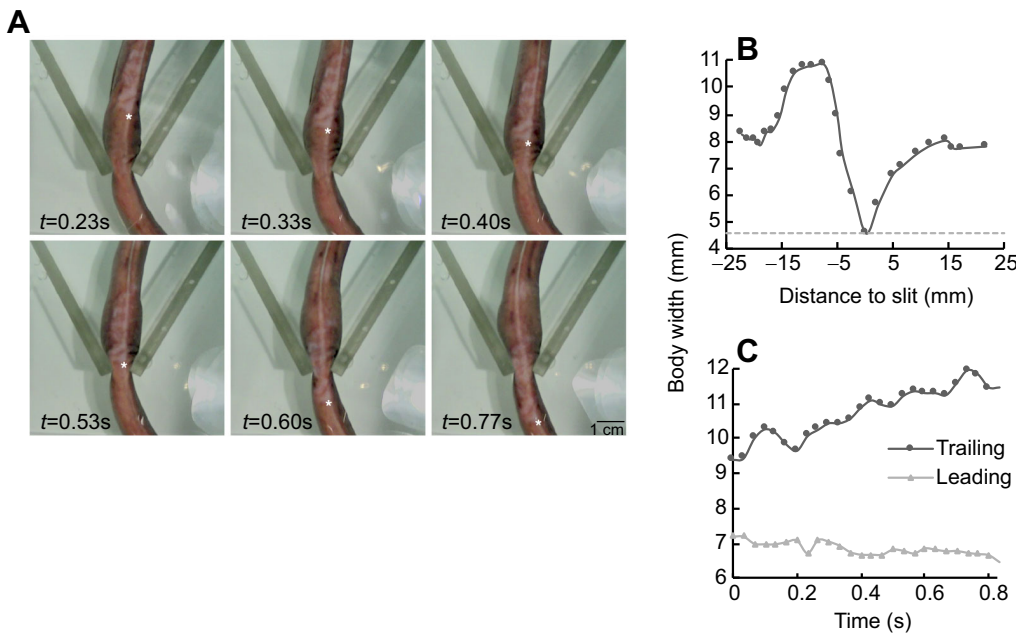 A
t=0.23s
t=0.33s
t=0.40s
t=0.53s
t=0.60s
t=0.77s
1 cm
Body width (mm)
B
11
10
9
8
7
6
5
4
–25
–15
–5
5
15
25
Distance to slit (mm)
C
12
11
10
9
8
7
6
Trailing
Leading
0
0.2
0.4
0.6
0.8
Time (s)